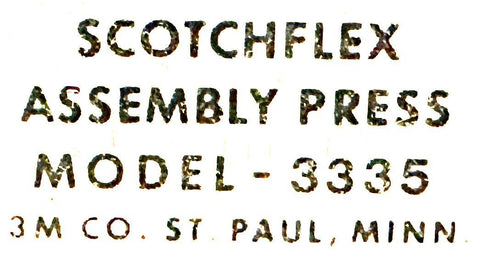 SCOTCHFLEX
ASSEMBLY PRESS
MODEL - 3335
3M CO. ST. PAUL, MINN.